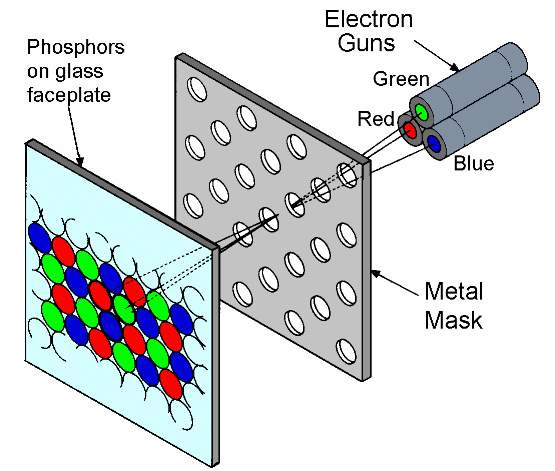 Electron
Guns
Phosphors
on glass
faceplate
Green
Red
Blue
Metal
Mask